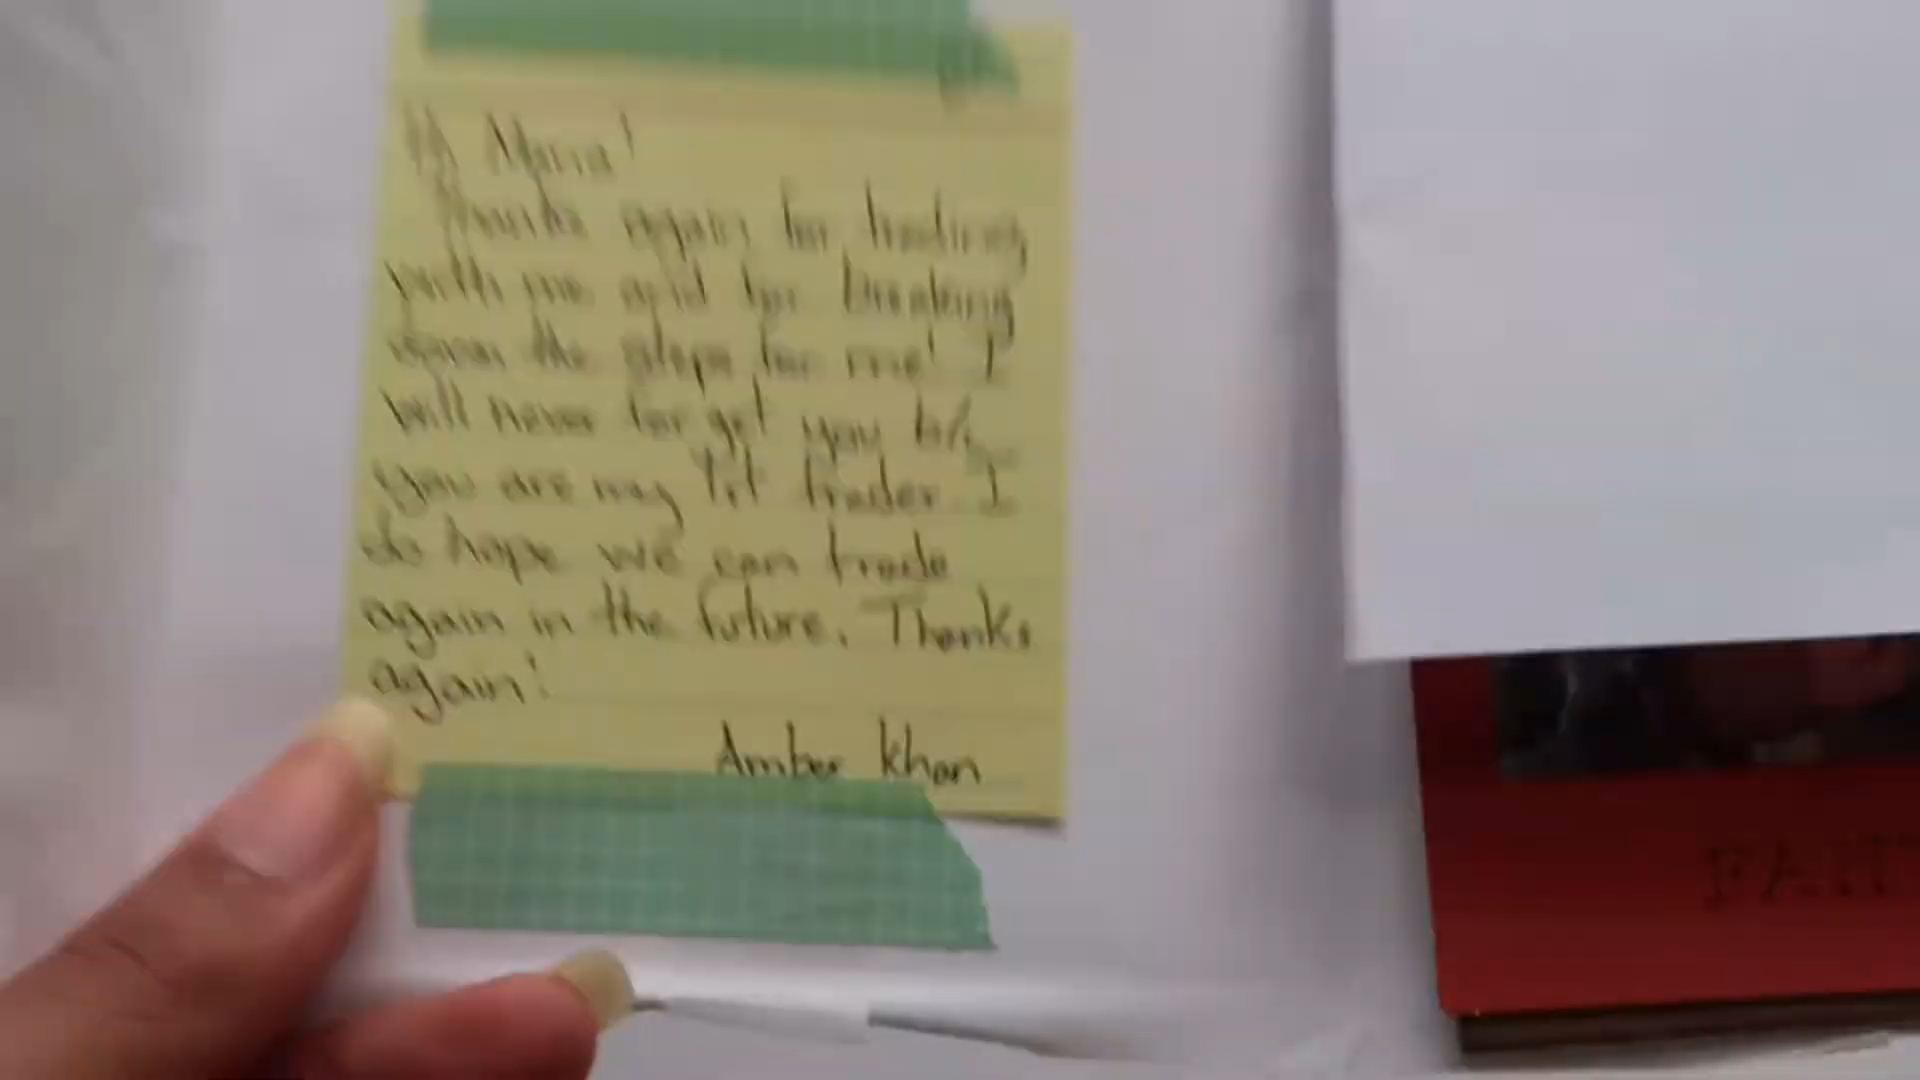 Hi Maria!
Thanks again for trading
with me and for breaking
down the steps for me! I
will never forget you b/c
you are my 1st trader. I
do hope we can trade
again in the future. Thanks
again!
Amber Khan